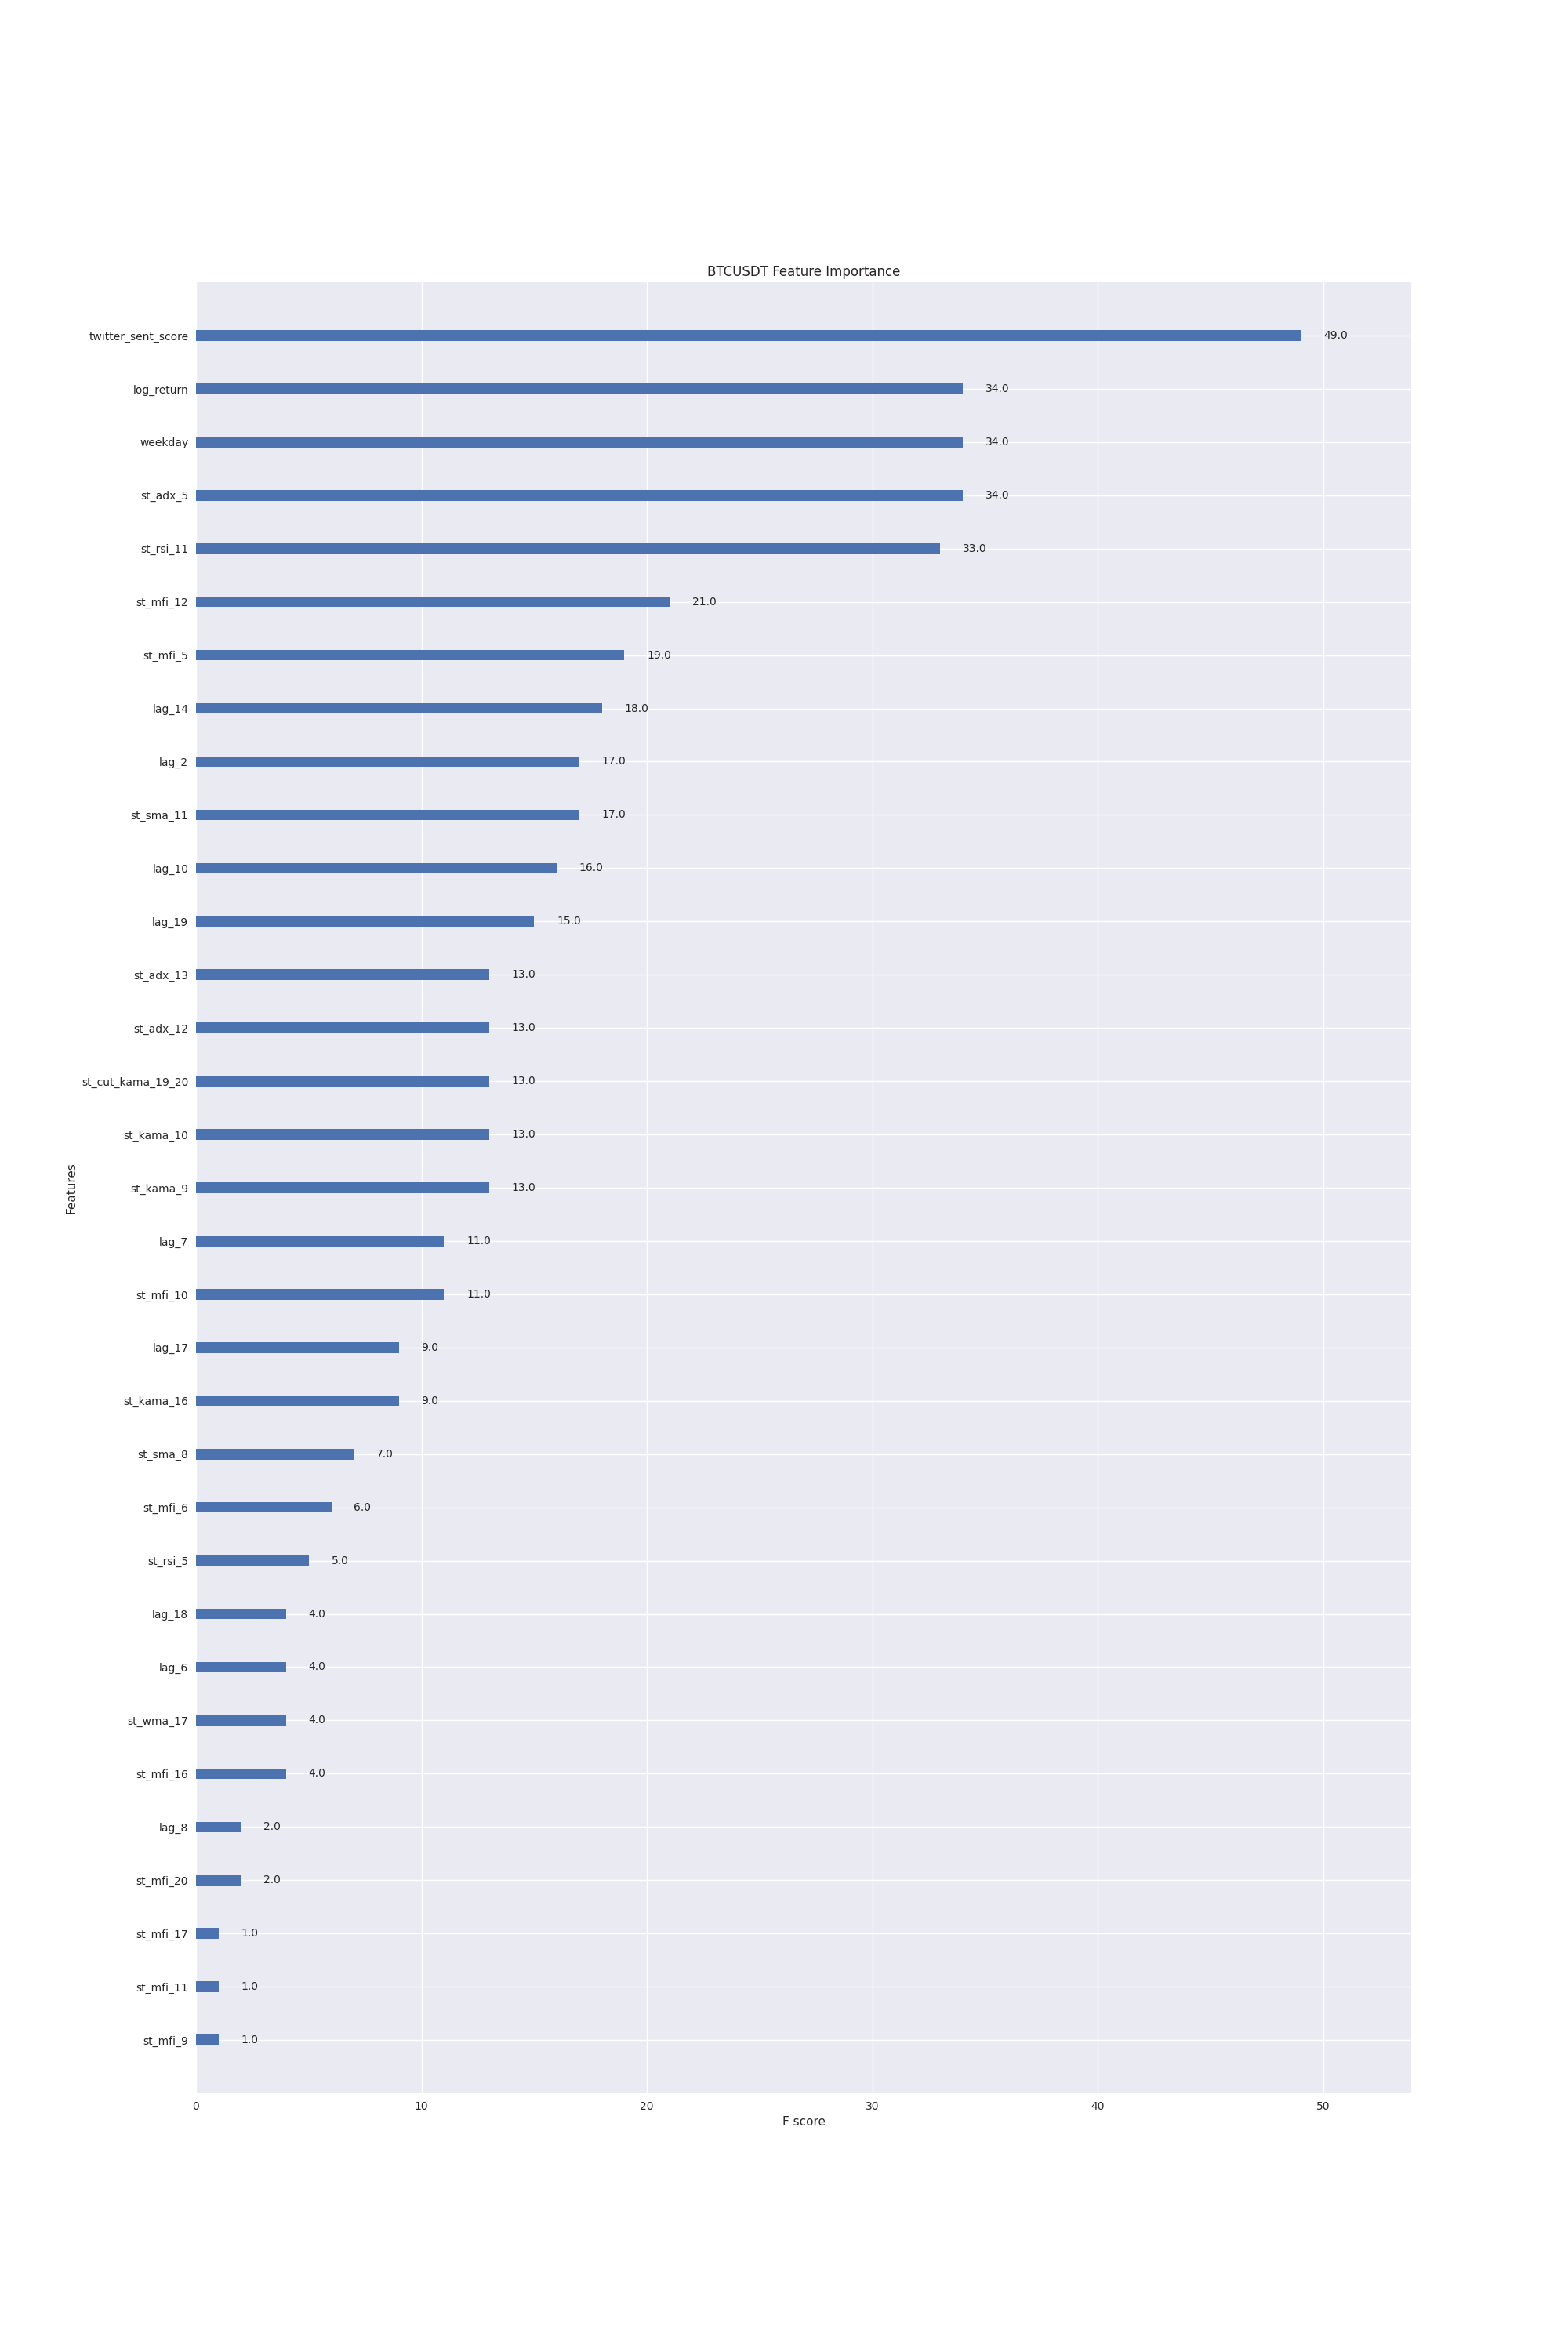 BTCUSDT Feature Importance
twitter_sent_score 49.0
log_return 34.0
weekday 34.0
st_adx_5 34.0
st_rsi_11 33.0
st_mfi_12 21.0
st_mfi_5 19.0
lag_14 18.0
lag_2 17.0
st_sma_11 17.0
lag_10 16.0
lag_19 15.0
st_adx_13 13.0
st_adx_12 13.0
st_cut_kama_19_20 13.0
st_kama_10 13.0
st_kama_9 13.0
Features
lag_7 11.0
st_mfi_10 11.0
lag_17 9.0
st_kama_16 9.0
st_sma_8 7.0
st_mfi_6 6.0
st_rsi_5 5.0
lag_18 4.0
lag_6 4.0
st_wma_17 4.0
st_mfi_16 4.0
lag_8 2.0
st_mfi_20 2.0
st_mfi_17 1.0
st_mfi_11 1.0
st_mfi_9 1.0
0 10 20 30 40 50
F score